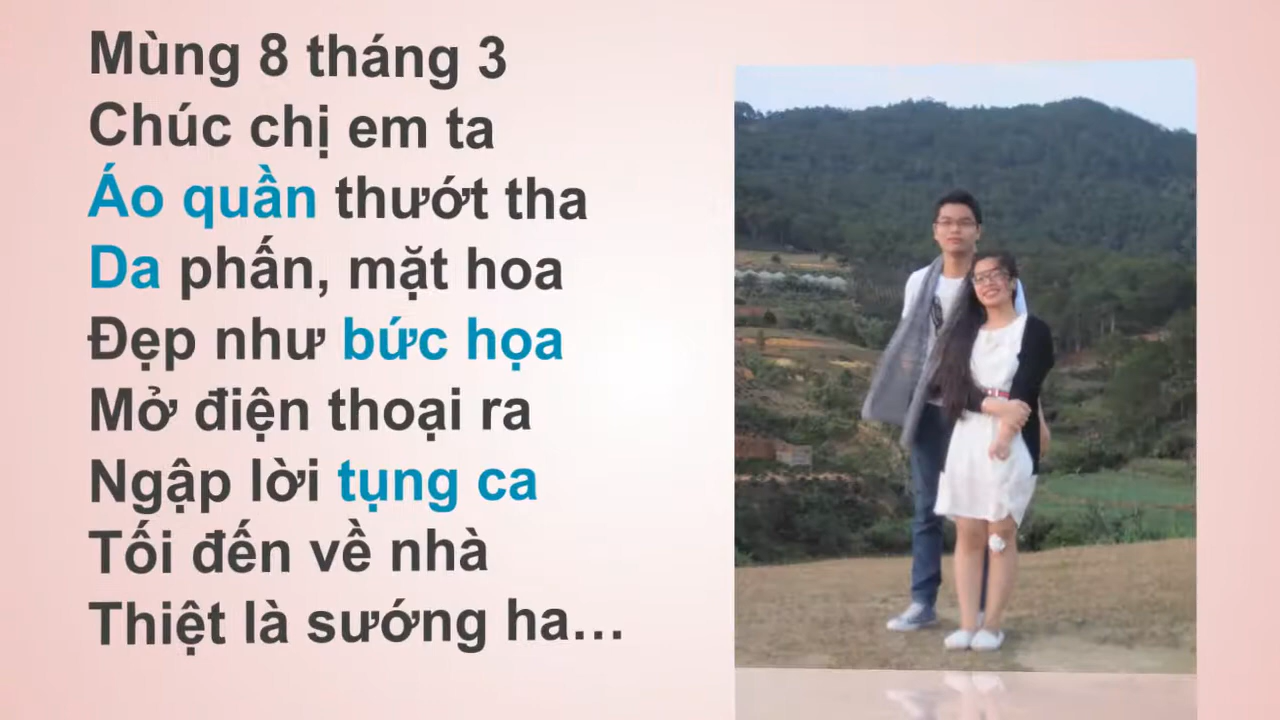 Mùng 8 tháng 3
Chúc chị em ta
Áo quần thướt tha
Da phấn, mặt hoa
Đẹp như bức họa
Mở điện thoại ra
Ngập lời tụng ca
Tối đến về nhà
Thiệt là sướng ha…